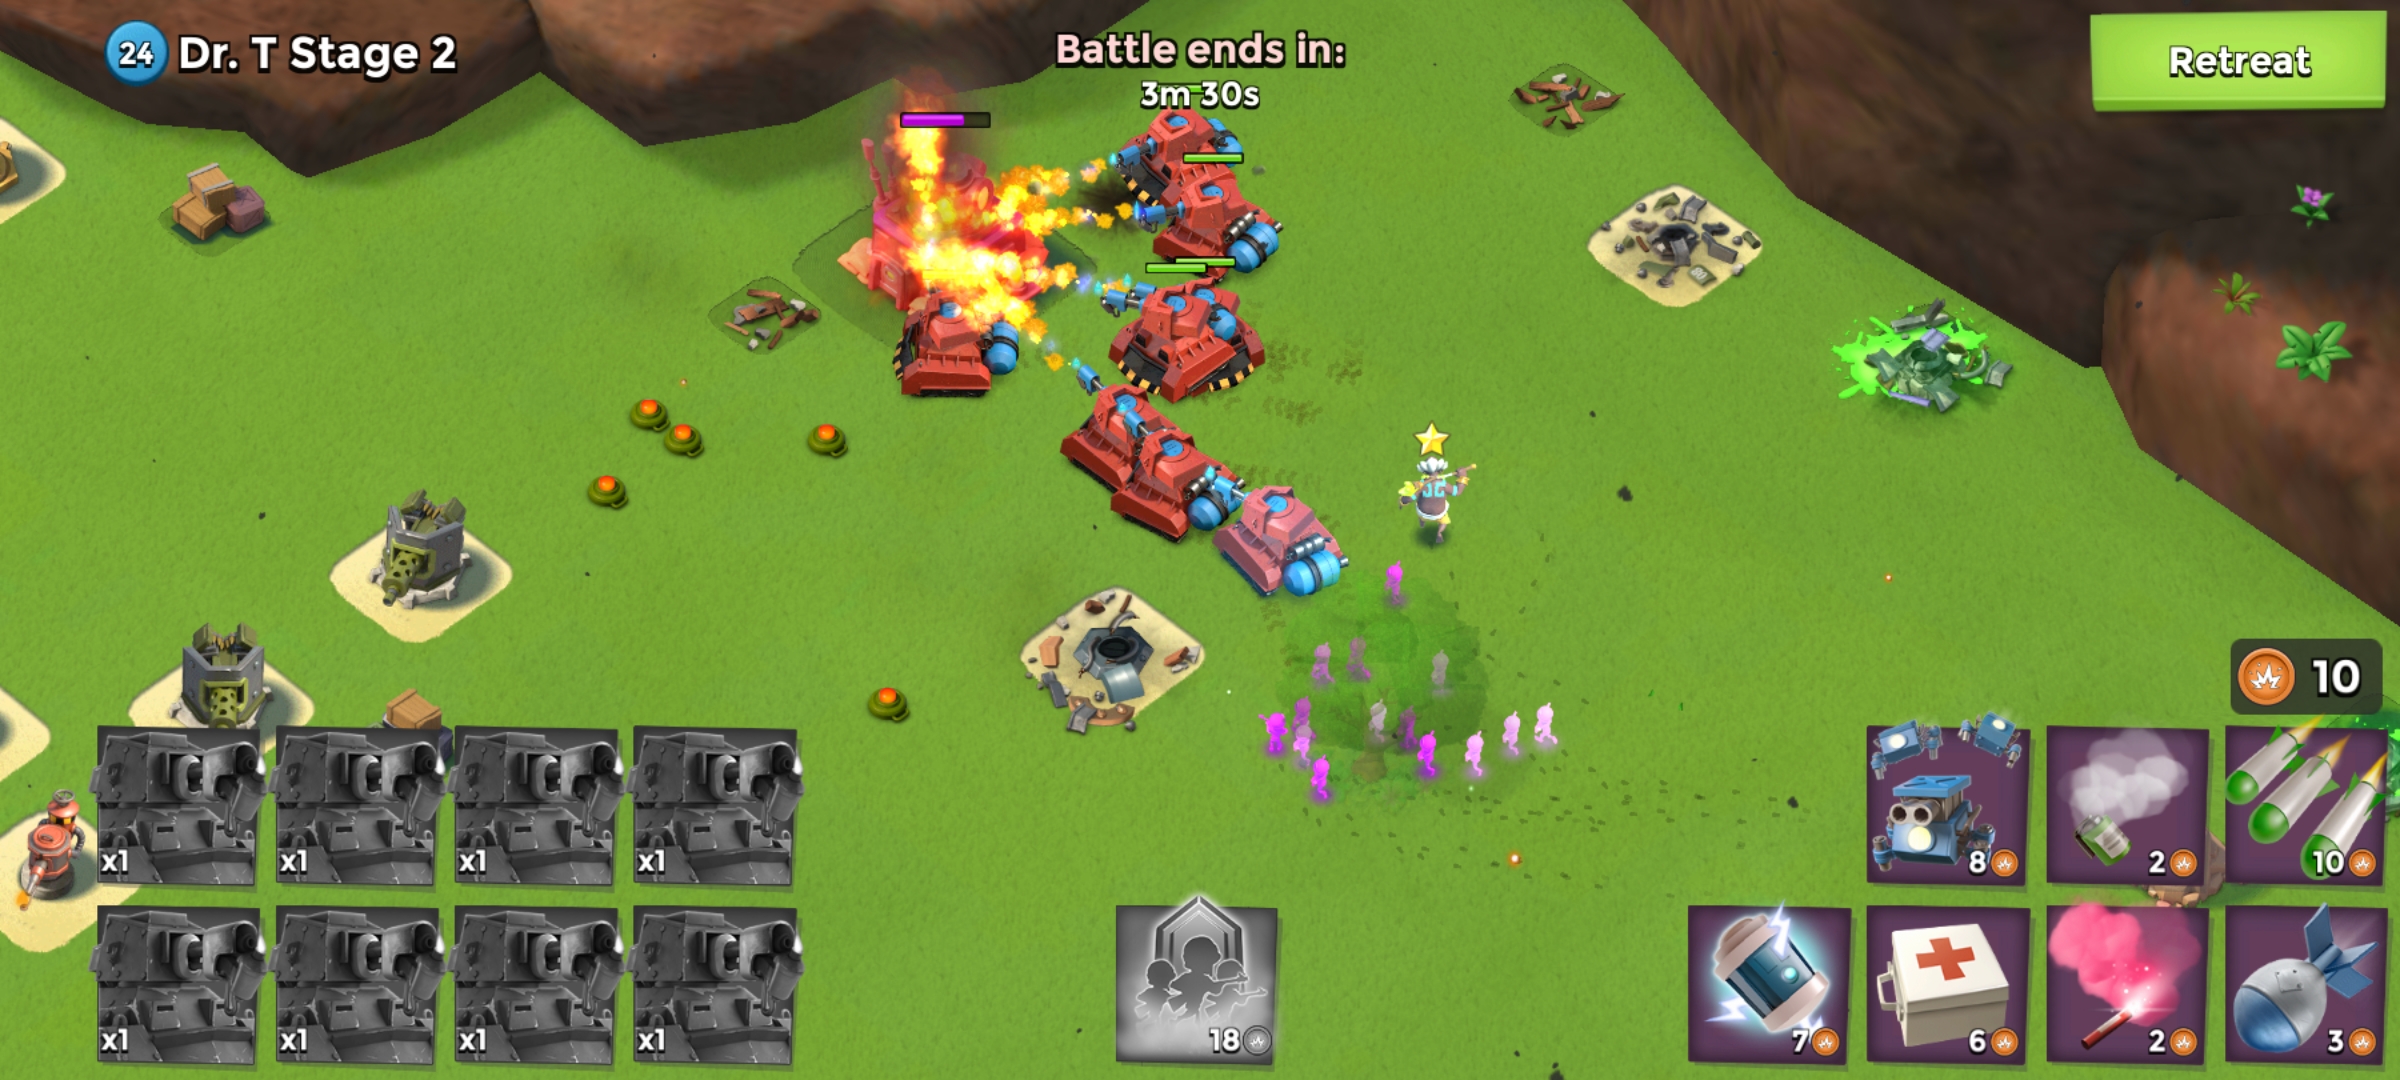 24 Dr. T Stage 2
Battle ends in:
3m 30s
Retreat
10
x1 x1 x1 x1
8 2 10
x1 x1 x1 x1
18
7 6 2 3